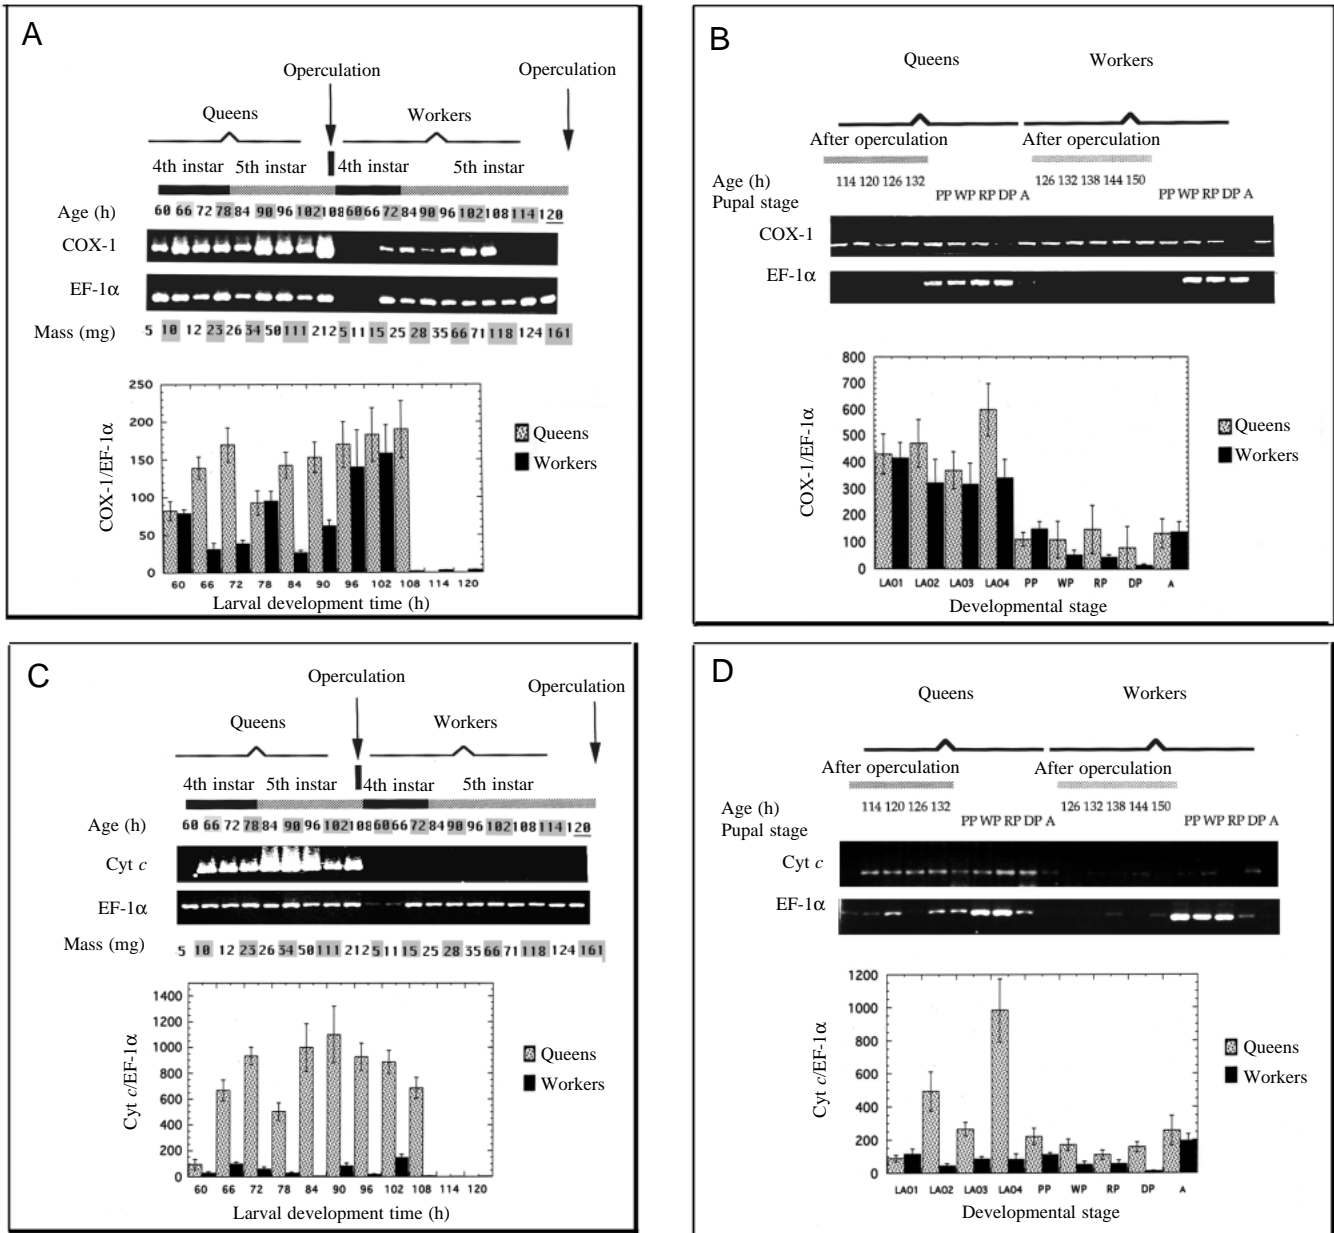 A
Operculation
Operculation
Queens
Workers
4th instar 5th instar 4th instar 5th instar
Age (h) 60 66 72 78 84 90 96 102 108 60 66 72 84 90 96 102 108 114 120
COX-1
EF-1α
Mass (mg) 5 10 12 23 26 34 50 111 212 5 11 15 25 28 35 66 71 118 124 161
COX-1/EF-1α
250
200
150
100
50
0
60 66 72 78 84 90 96 102 108 114 120
Larval development time (h)
Queens
Workers
B
Queens Workers
After operculation After operculation
Age (h) 114 120 126 132 126 132 138 144 150
Pupal stage PP WP RP DP A PP WP RP DP A
COX-1
EF-1α
COX-1/EF-1α
800
700
600
500
400
300
200
100
0
LA01 LA02 LA03 LA04 PP WP RP DP A
Developmental stage
Queens
Workers
C
Operculation
Operculation
Queens
Workers
4th instar 5th instar 4th instar 5th instar
Age (h) 60 66 72 78 84 90 96 102 108 60 66 72 84 90 96 102 108 114 120
Cyt c
EF-1α
Mass (mg) 5 10 12 23 26 34 50 111 212 5 11 15 25 28 35 66 71 118 124 161
Cyt c/EF-1α
1400
1200
1000
800
600
400
200
0
60 66 72 78 84 90 96 102 108 114 120
Larval development time (h)
Queens
Workers
D
Queens Workers
After operculation After operculation
Age (h) 114 120 126 132 126 132 138 144 150
Pupal stage PP WP RP DP A PP WP RP DP A
Cyt c
EF-1α
Cyt c/EF-1α
1200
1000
800
600
400
200
0
LA01 LA02 LA03 LA04 PP WP RP DP A
Developmental stage
Queens
Workers